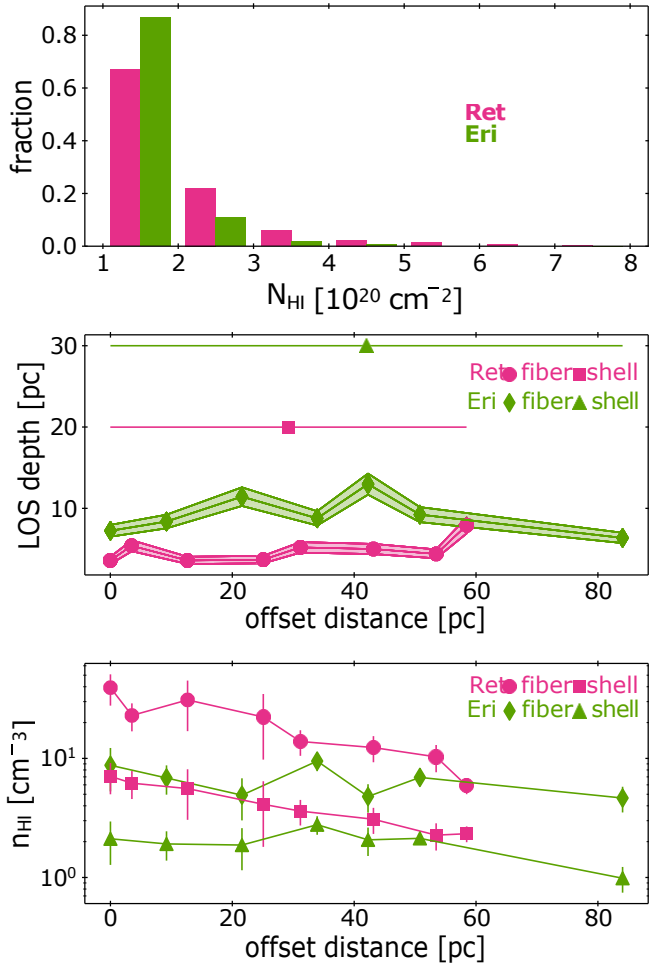 0.8
0.6
0.4
0.2
0.0
fraction
Ret
Eri
1 2 3 4 5 6 7 8
N_HI [10^20 cm^−2]
30
20
10
LOS depth [pc]
Ret fiber shell
Eri fiber shell
0 20 40 60 80
offset distance [pc]
10^1
10^0
n_HI [cm^−3]
Ret fiber shell
Eri fiber shell
0 20 40 60 80
offset distance [pc]